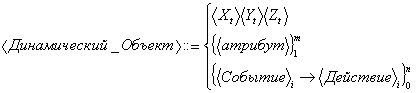 ⟨Динамический_Объект⟩::=
⟨X_t⟩⟨Y_t⟩⟨Z_t⟩
{⟨атрибут⟩}_1^m
{⟨Событие⟩_i → ⟨Действие⟩_i}_0^n